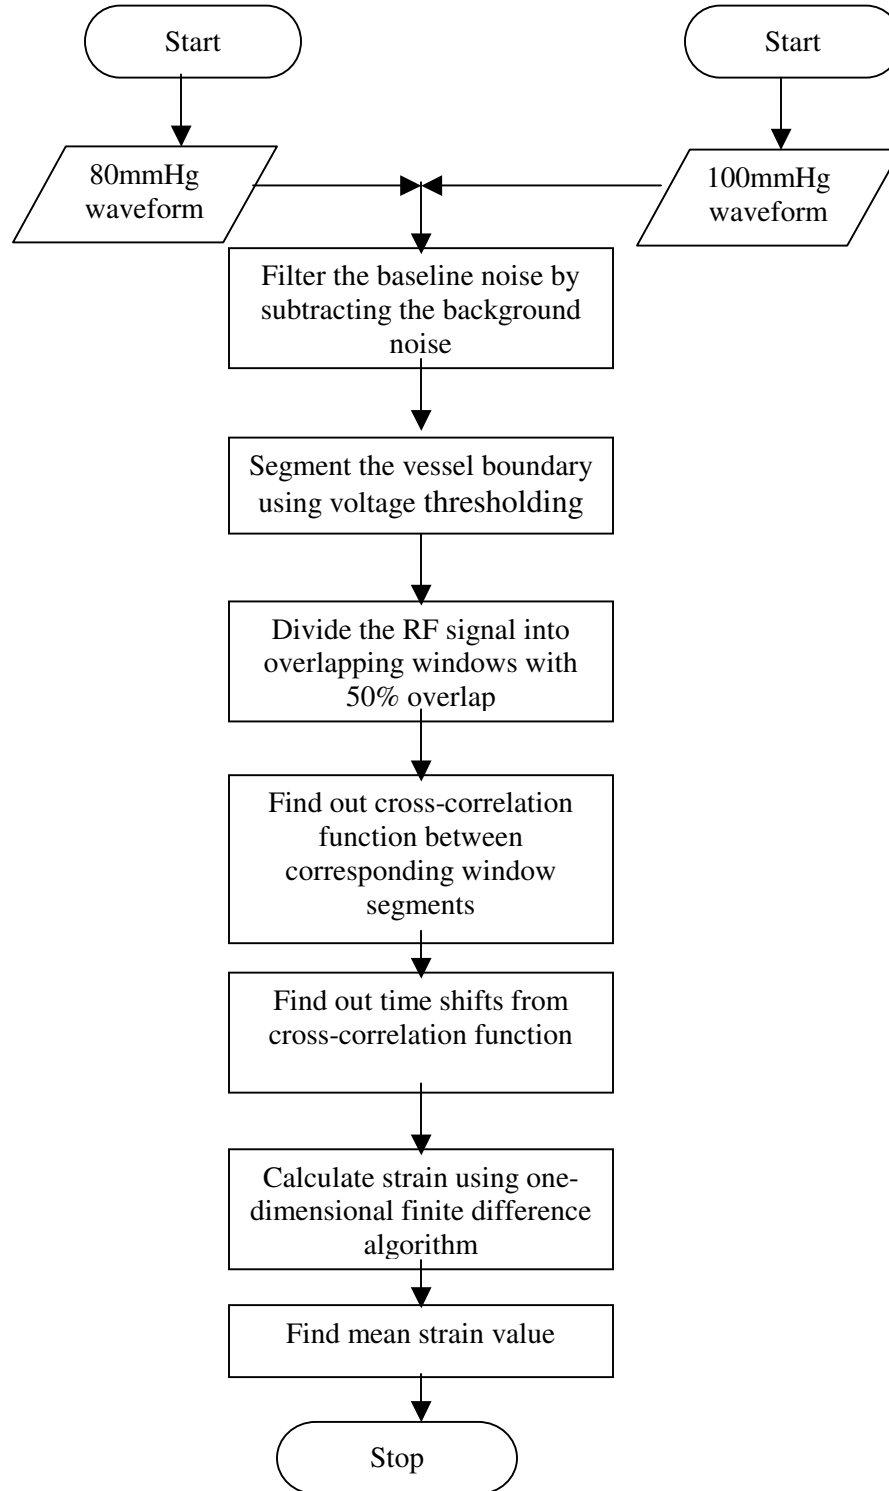 Start
Start
80mmHg
waveform
100mmHg
waveform
Filter the baseline noise by
subtracting the background
noise
Segment the vessel boundary
using voltage thresholding
Divide the RF signal into
overlapping windows with
50% overlap
Find out cross-correlation
function between
corresponding window
segments
Find out time shifts from
cross-correlation function
Calculate strain using one-
dimensional finite difference
algorithm
Find mean strain value
Stop